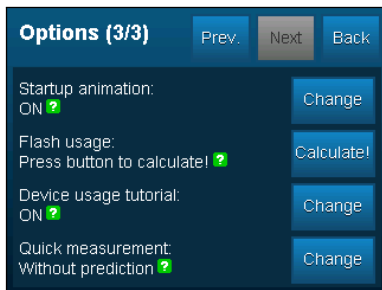 Options (3/3)
Prev.
Next
Back
Startup animation:
ON ?
Change
Flash usage:
Press button to calculate! ?
Calculate!
Device usage tutorial:
ON ?
Change
Quick measurement:
Without prediction ?
Change